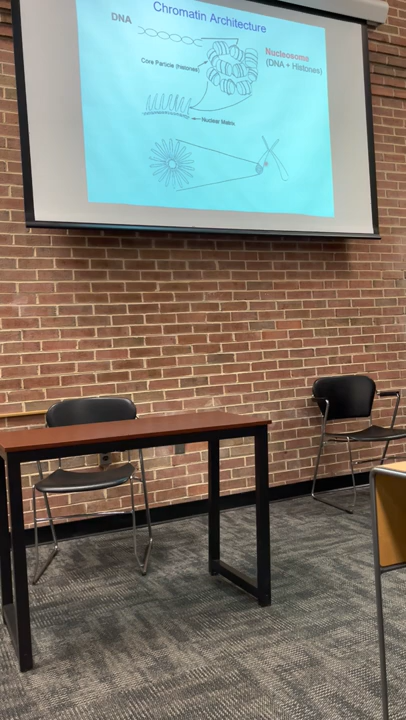 Chromatin Architecture
DNA
Nucleosome
(DNA + Histones)
Core Particle (histones)
Nuclear Matrix